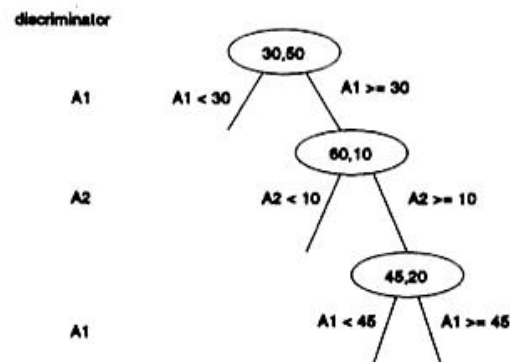 discriminator
30,50
A1
A1 < 30
A1 >= 30
60,10
A2
A2 < 10
A2 >= 10
45,20
A1
A1 < 45
A1 >= 45